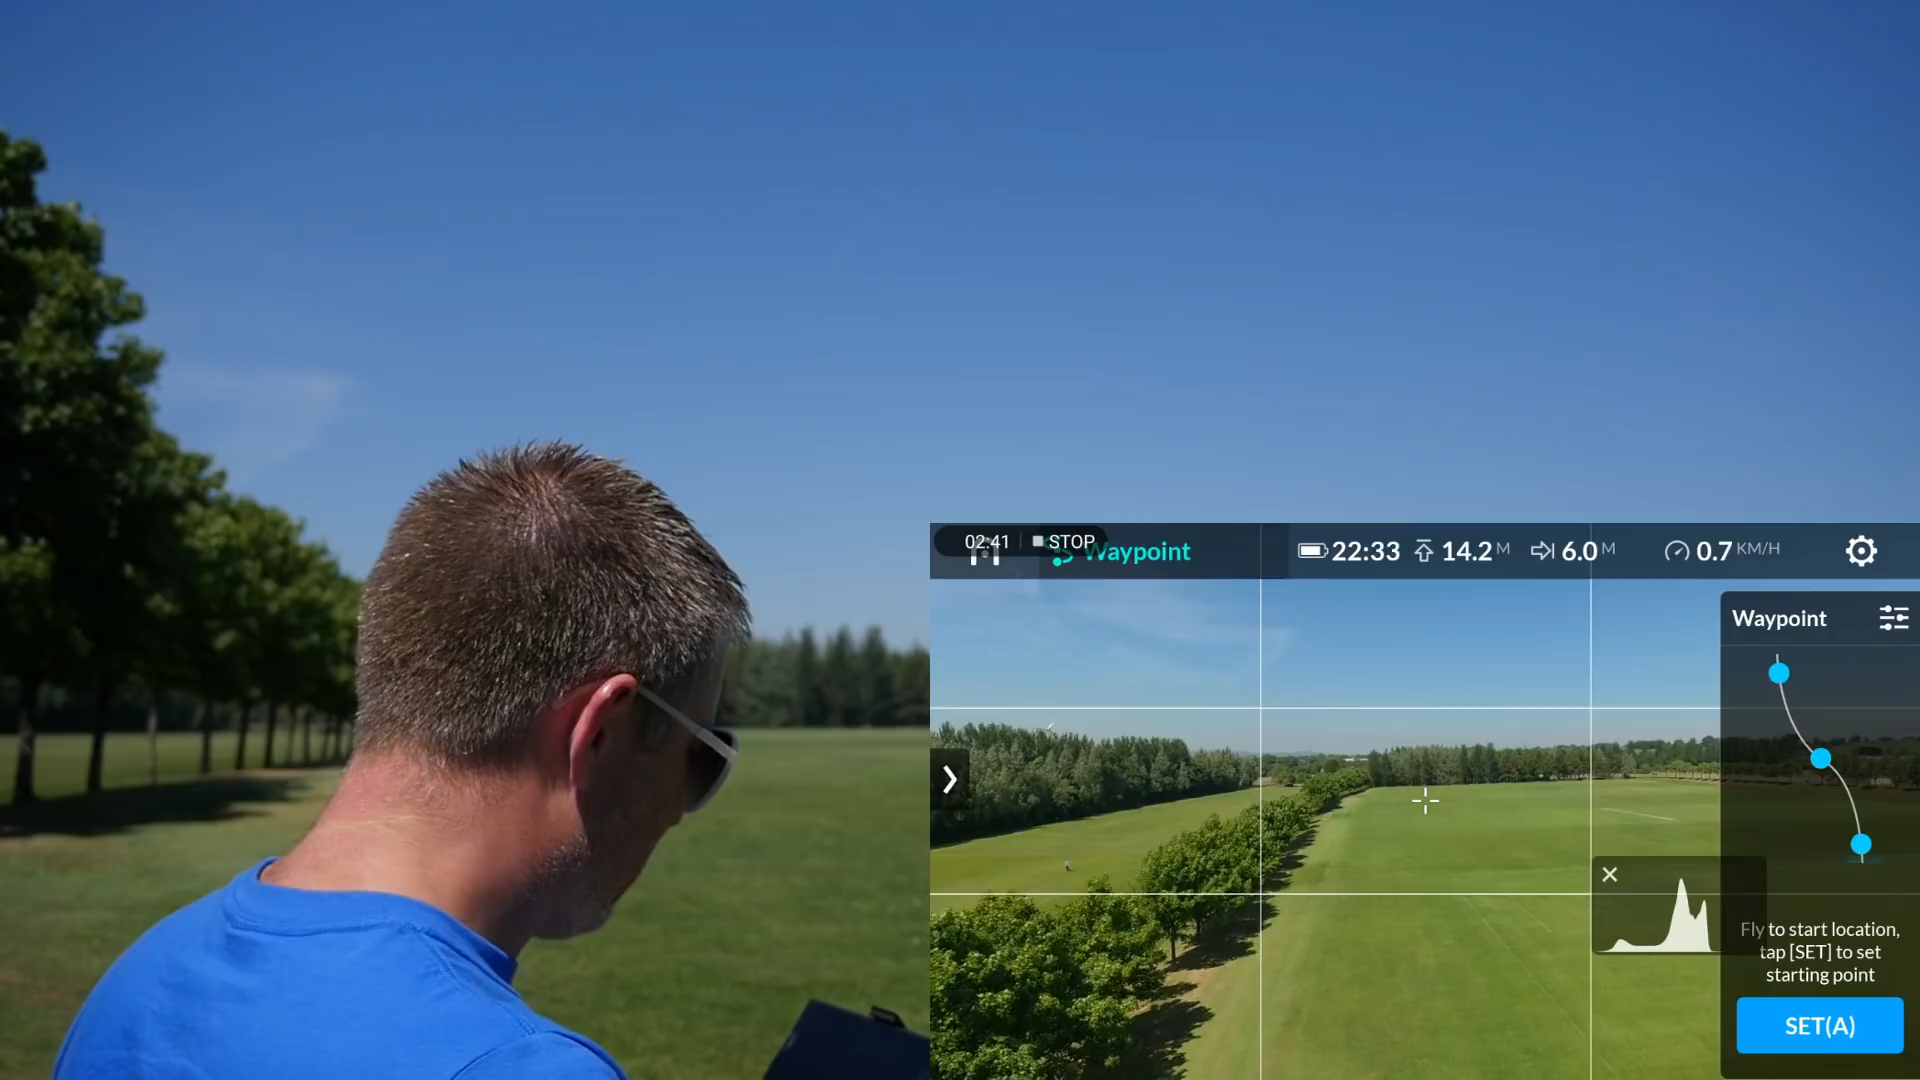 02:41 STOP
Waypoint
22:33 14.2 M 6.0 M 0.7 KM/H
Waypoint
Fly to start location,
tap [SET] to set
starting point
SET(A)